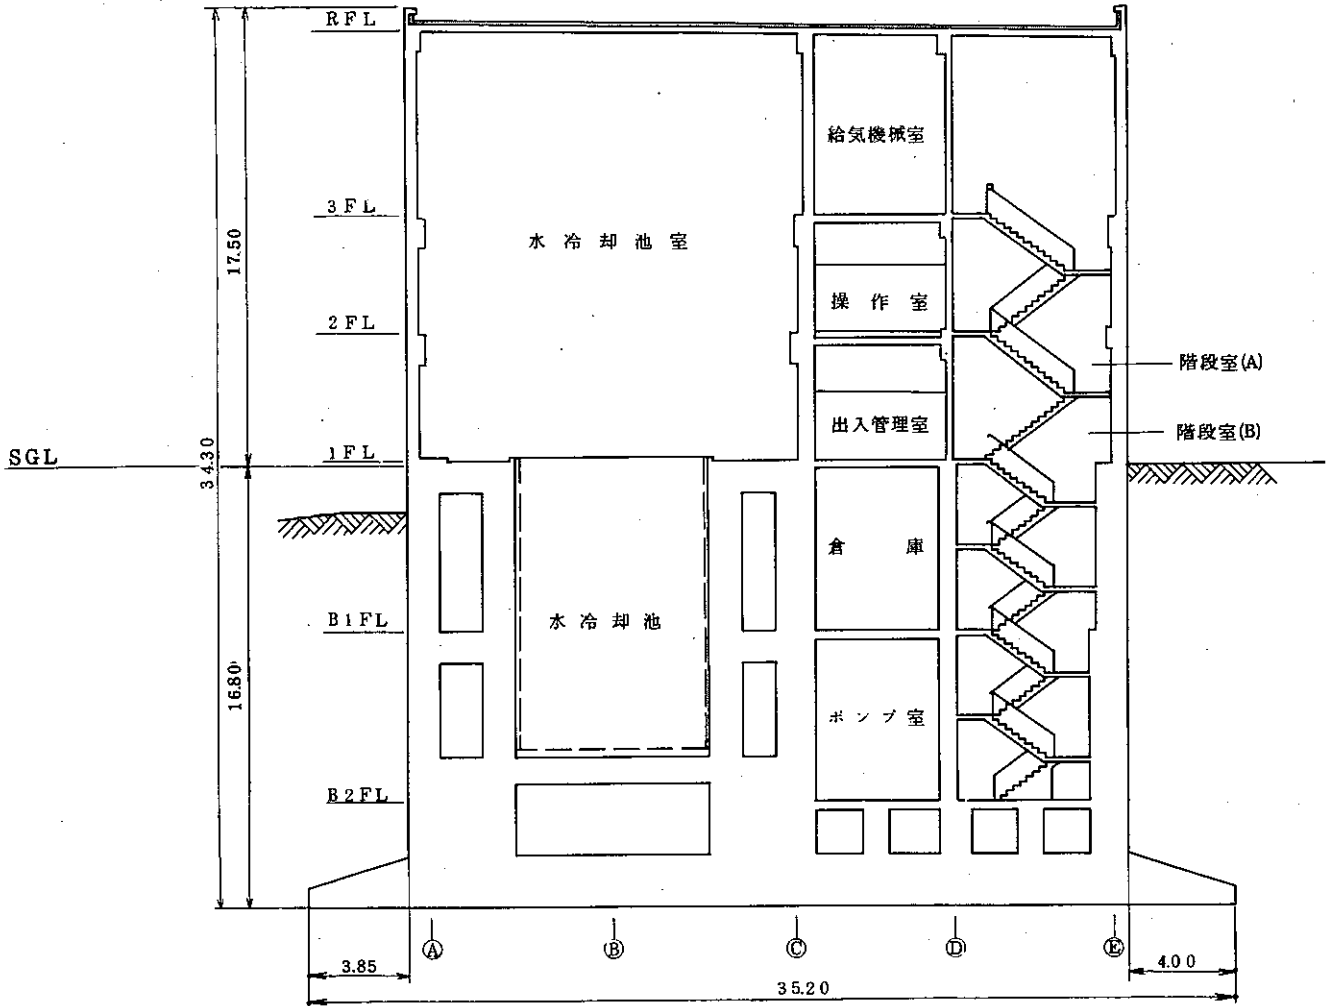 RFL
給気機械室
3FL
水冷却池室
17.50
操作室
2FL
階段室(A)
出入管理室
階段室(B)
SGL
1FL
34.30
倉庫
B1FL
水冷却池
16.80
ポンプ室
B2FL
Ⓐ
Ⓑ
Ⓒ
Ⓓ
Ⓔ
3.85
4.00
35.20